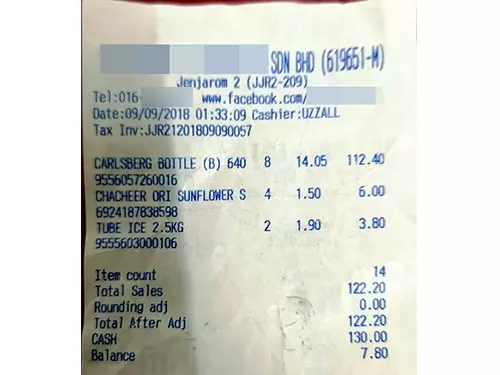 SDN BHD (619651-M)
Jenjarom 2 (JJR2-209)
Tel:016-
www.facebook.com/
Date:09/09/2018 01:33:09 Cashier:UZZALL
Tax Inv:JJR21201809090057
CARLSBERG BOTTLE (B) 640 8 14.05 112.40
9556057260016
CHACHEER ORI SUNFLOWER S 4 1.50 6.00
6924187838598
TUBE ICE 2.5KG 2 1.90 3.80
9555603000106
Item count 14
Total Sales 122.20
Rounding adj 0.00
Total After Adj 122.20
CASH 130.00
Balance 7.80